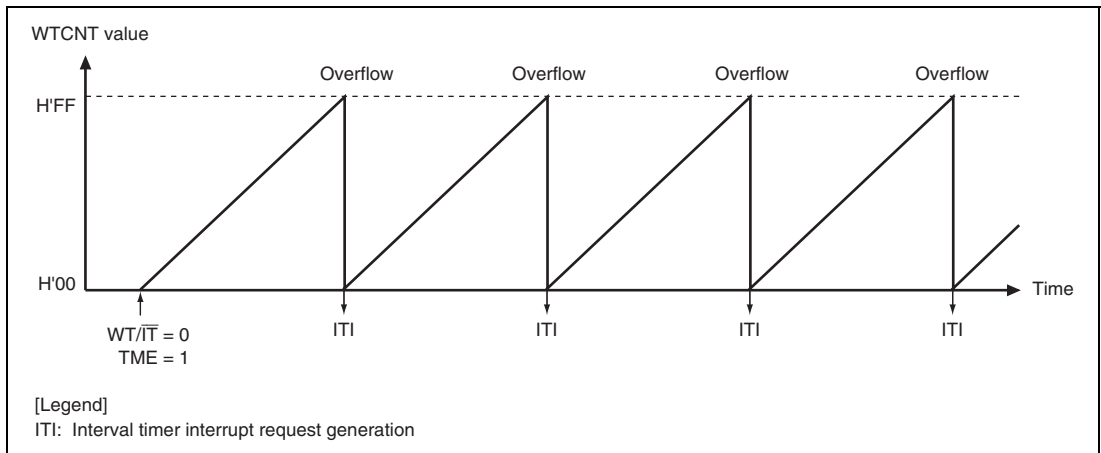 WTCNT value
Overflow Overflow Overflow Overflow
H'FF
H'00
Time
WT/I̅T̅ = 0
TME = 1
ITI ITI ITI ITI
[Legend]
ITI: Interval timer interrupt request generation